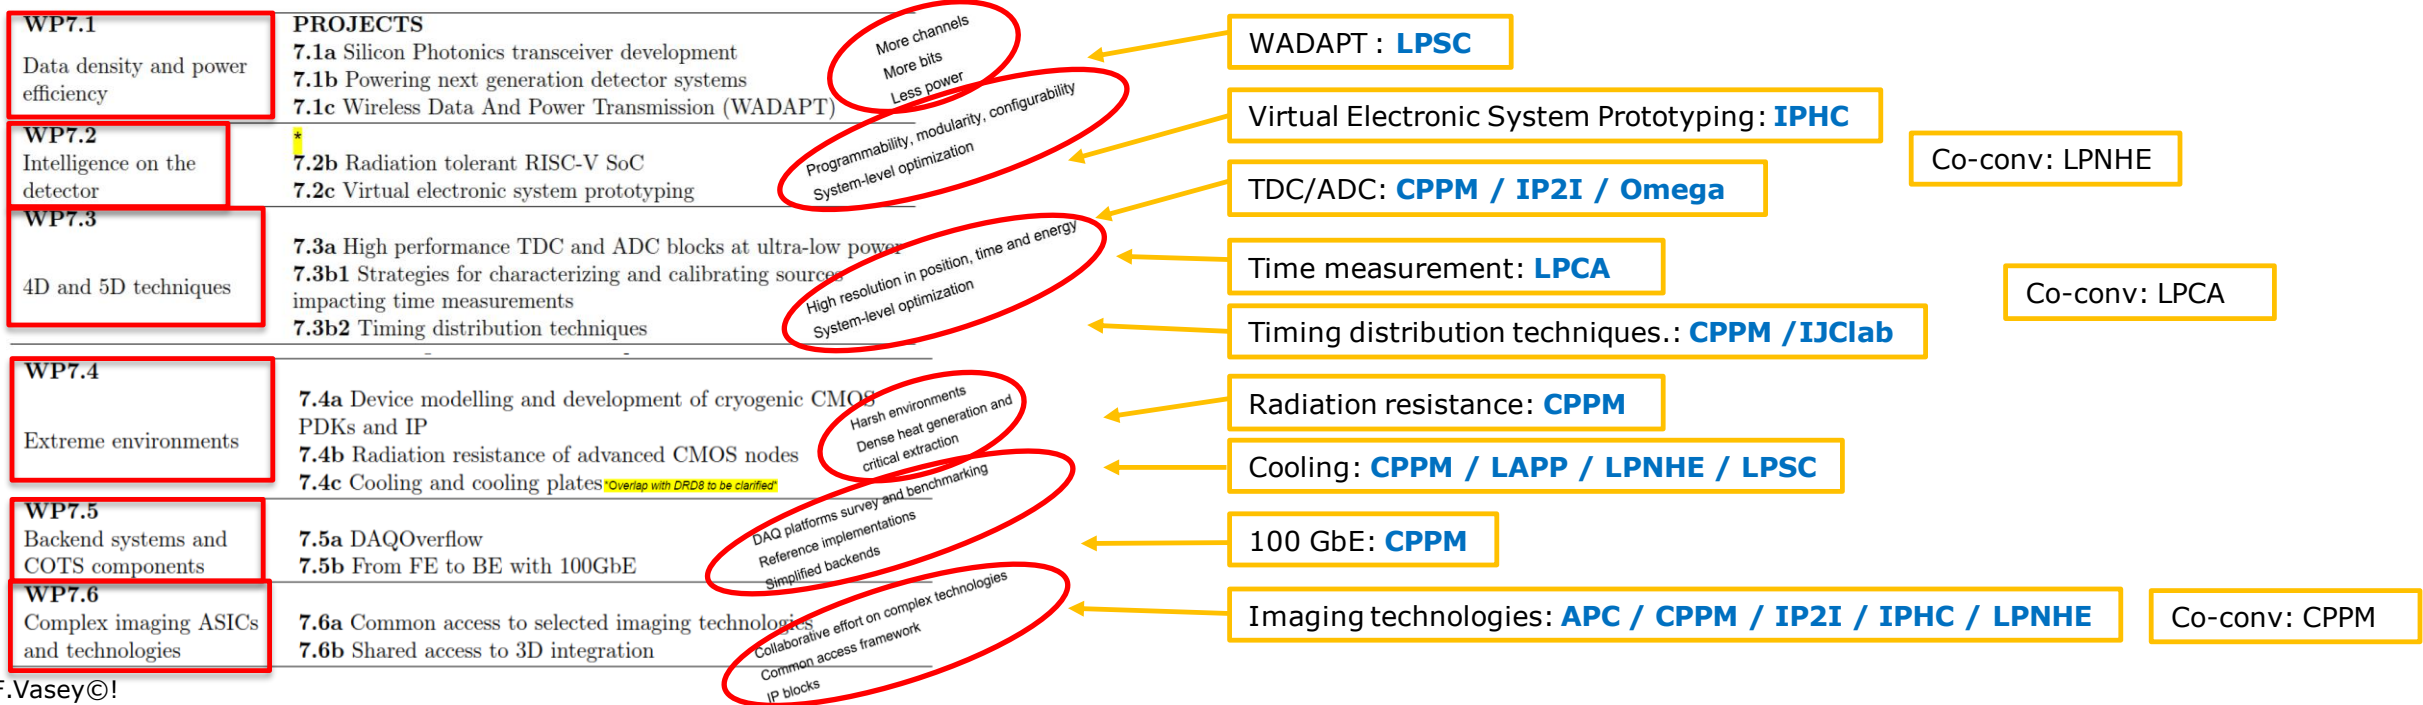 WP7.1
Data density and power
efficiency
PROJECTS
7.1a Silicon Photonics transceiver development
7.1b Powering next generation detector systems
7.1c Wireless Data And Power Transmission (WADAPT)
More channels
More bits
Less power
WADAPT : LPSC
WP7.2
Intelligence on the
detector
*
7.2b Radiation tolerant RISC-V SoC
7.2c Virtual electronic system prototyping
Programmability, modularity, configurability
System-level optimization
Virtual Electronic System Prototyping: IPHC
Co-conv: LPNHE
WP7.3
4D and 5D techniques
7.3a High performance TDC and ADC blocks at ultra-low power
7.3b1 Strategies for characterizing and calibrating sources
impacting time measurements
7.3b2 Timing distribution techniques
High resolution in position, time and energy
System-level optimization
TDC/ADC: CPPM / IP2I / Omega
Time measurement: LPCA
Timing distribution techniques.: CPPM /IJClab
Co-conv: LPCA
WP7.4
Extreme environments
7.4a Device modelling and development of cryogenic CMOS
PDKs and IP
7.4b Radiation resistance of advanced CMOS nodes
7.4c Cooling and cooling plates *Overlap with DRD8 to be clarified*
Harsh environments
Dense heat generation and
critical extraction
Radiation resistance: CPPM
Cooling: CPPM / LAPP / LPNHE / LPSC
WP7.5
Backend systems and
COTS components
7.5a DAQOverflow
7.5b From FE to BE with 100GbE
DAQ platforms survey and benchmarking
Reference implementations
Simplified backends
100 GbE: CPPM
WP7.6
Complex imaging ASICs
and technologies
7.6a Common access to selected imaging technologies
7.6b Shared access to 3D integration
Collaborative effort on complex technologies
Common access framework
IP blocks
Imaging technologies: APC / CPPM / IP2I / IPHC / LPNHE
Co-conv: CPPM
F.Vasey©!